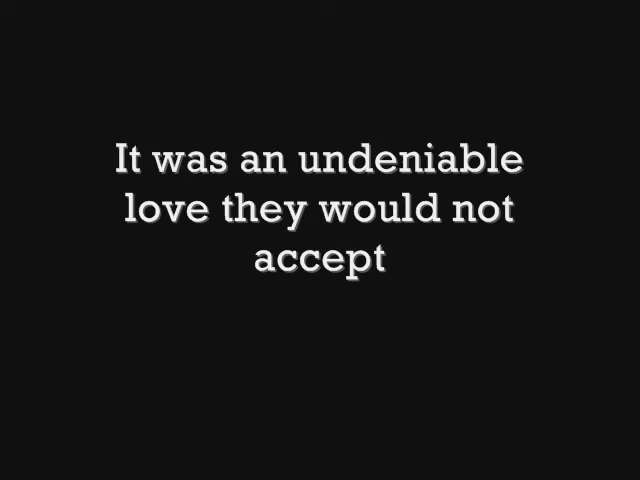 It was an undeniable
love they would not
accept